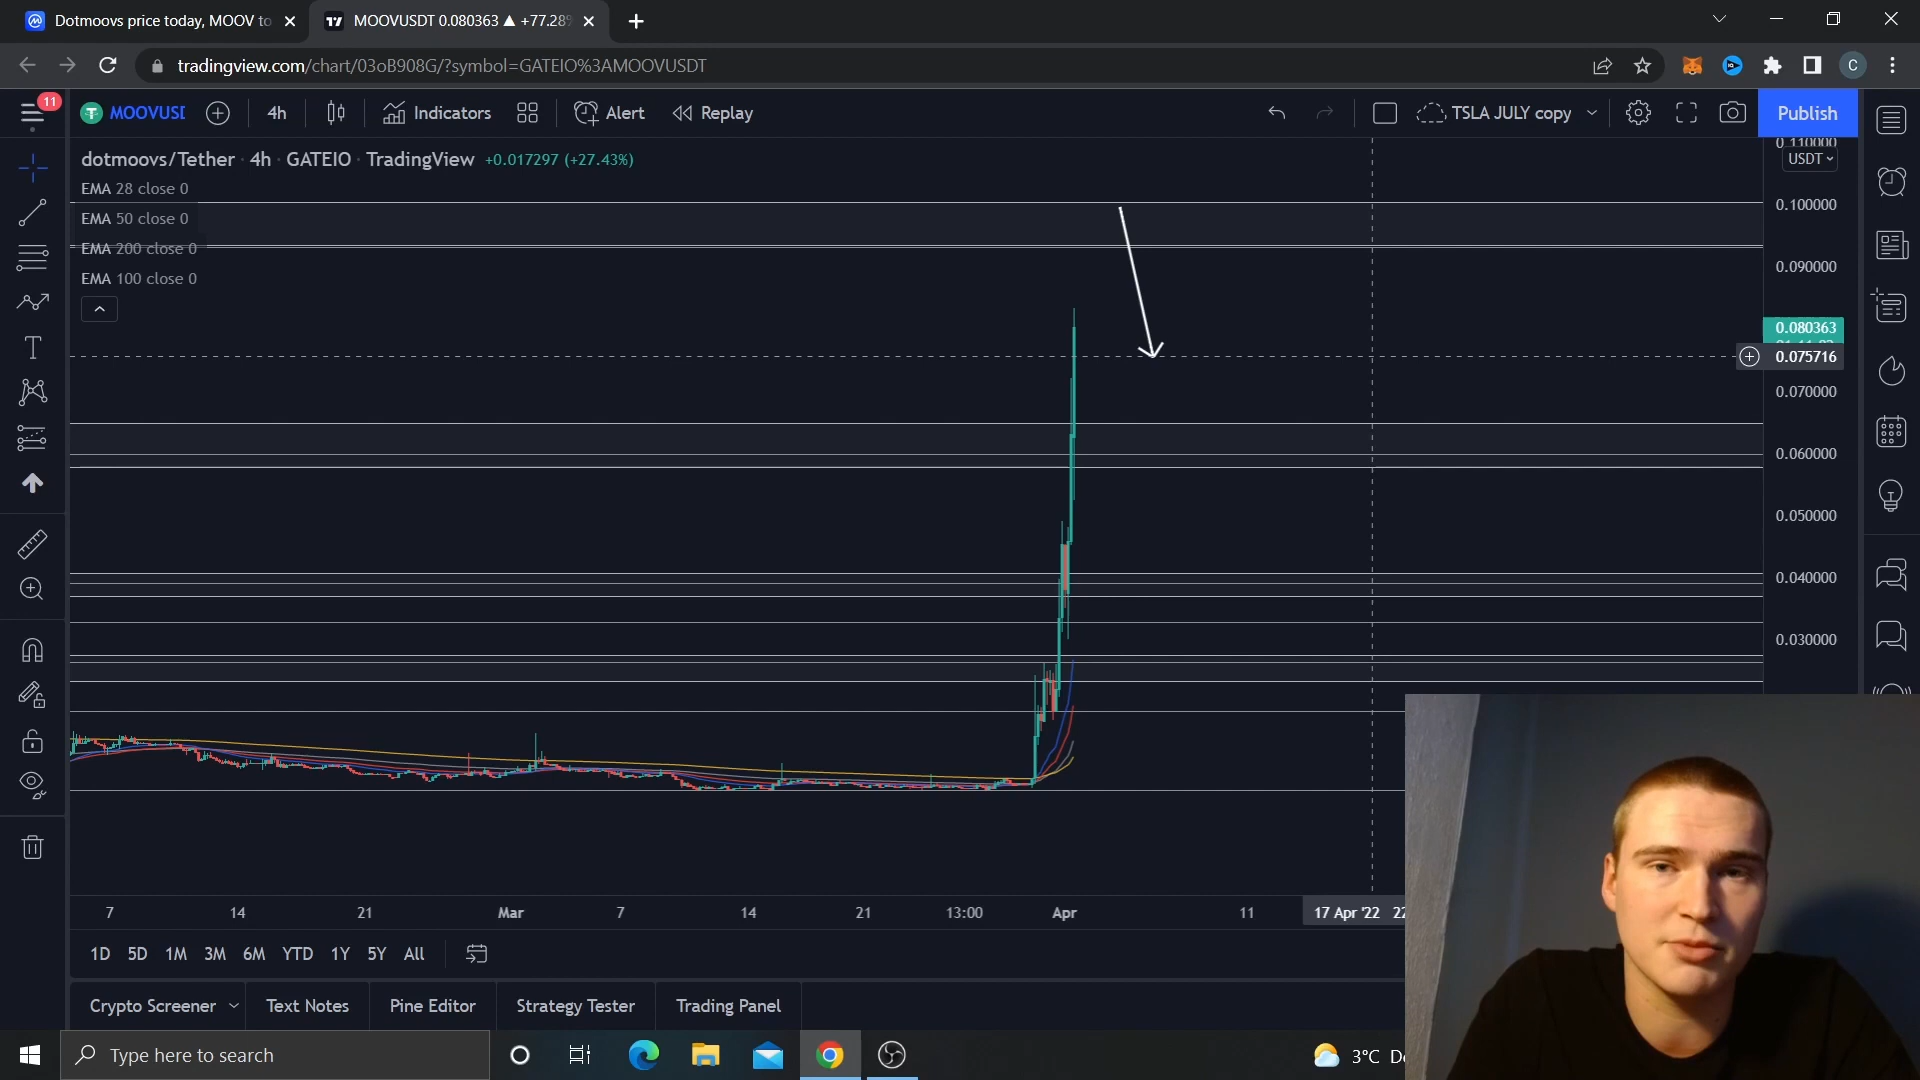 Dotmoovs price today, MOOV to
MOOVUSDT 0.080363 ▲ +77.28%
tradingview.com/chart/03oB908G/?symbol=GATEIO%3AMOOVUSDT
C
11
MOOVUSD
4h
Indicators
Alert
Replay
TSLA JULY copy
Publish
dotmoovs/Tether · 4h · GATEIO · TradingView +0.017297 (+27.43%)
EMA 28 close 0
EMA 50 close 0
EMA 200 close 0
EMA 100 close 0
0.110000
USDT
0.100000
0.090000
0.080363
0.075716
0.070000
0.060000
0.050000
0.040000
0.030000
7 14 21 Mar 7 14 21 13:00 Apr 11 17 Apr '22 22
1D 5D 1M 3M 6M YTD 1Y 5Y All
Crypto Screener Text Notes Pine Editor Strategy Tester Trading Panel
Type here to search
3°C